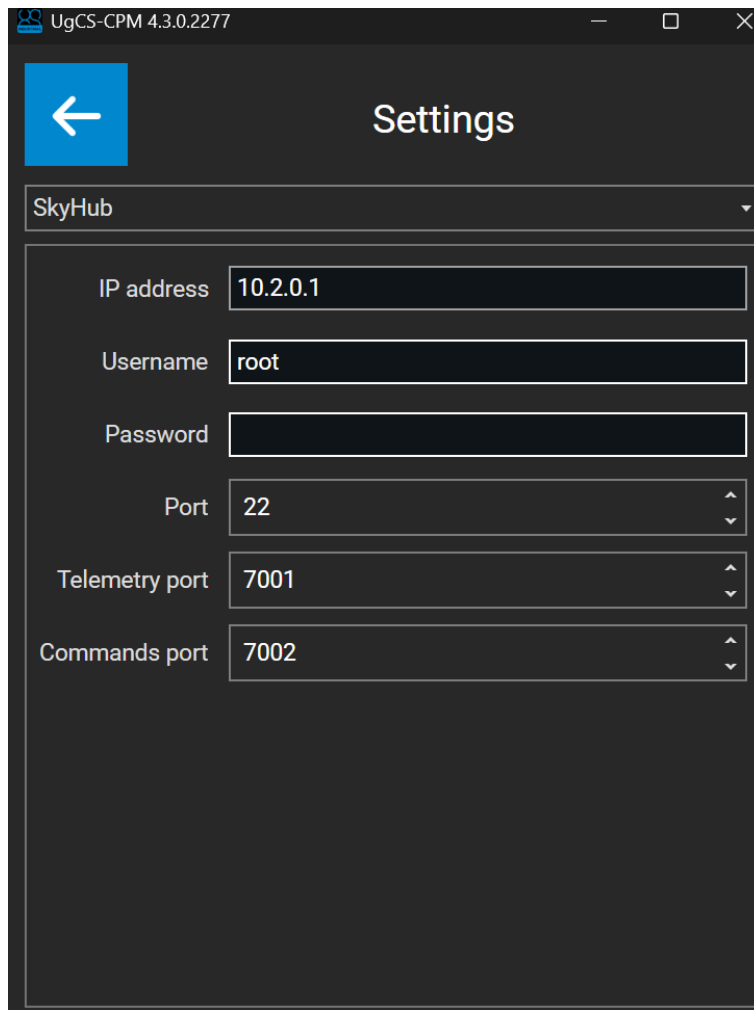 UgCS-CPM 4.3.0.2277
Settings
SkyHub
IP address 10.2.0.1
Username root
Password
Port 22
Telemetry port 7001
Commands port 7002